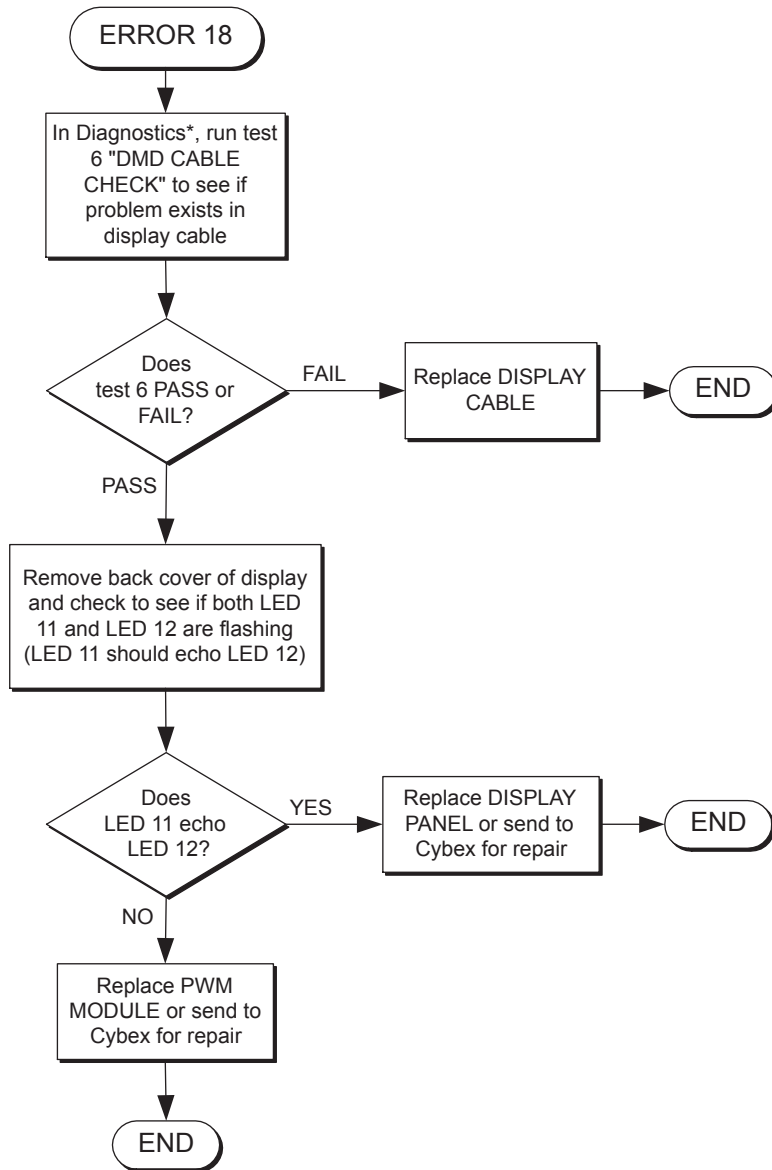 ERROR 18
In Diagnostics*, run test
6 "DMD CABLE
CHECK" to see if
problem exists in
display cable
Does
test 6 PASS or
FAIL?
FAIL
Replace DISPLAY
CABLE
END
PASS
Remove back cover of display
and check to see if both LED
11 and LED 12 are flashing
(LED 11 should echo LED 12)
Does
LED 11 echo
LED 12?
YES
Replace DISPLAY
PANEL or send to
Cybex for repair
END
NO
Replace PWM
MODULE or send to
Cybex for repair
END